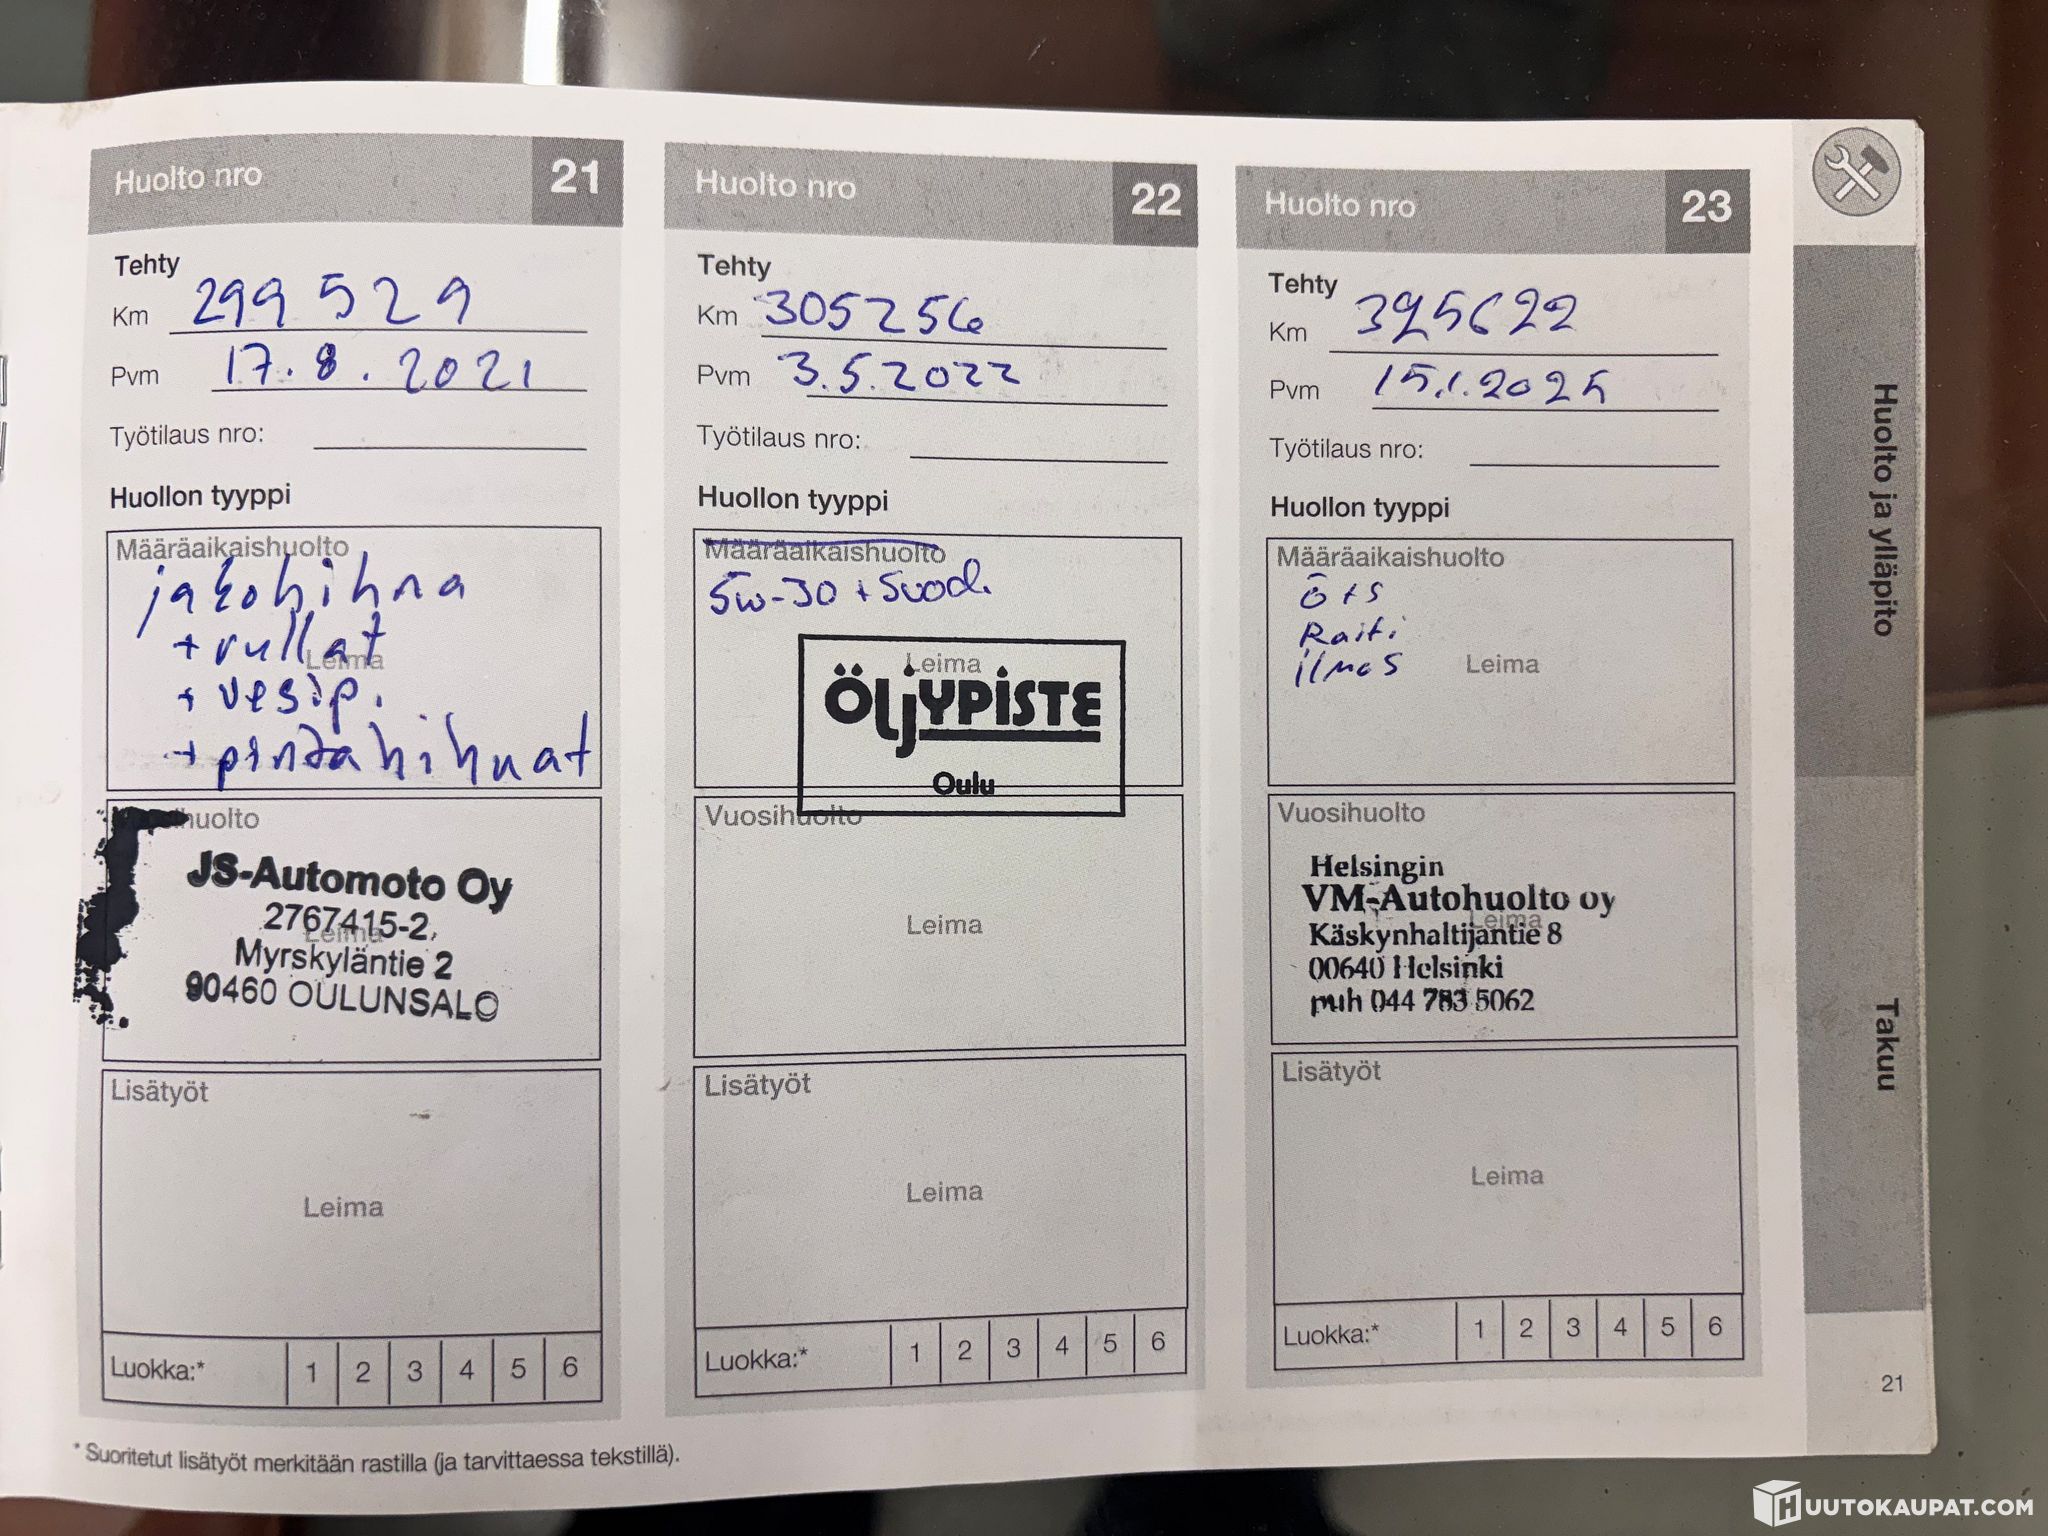 Huolto nro 21
Tehty
Km 299 529
Pvm 17.8.2021
Työtilaus nro:
Huollon tyyppi
Määräaikaishuolto
jakohihna
+ rullat
Leima
+ vesip.
+ pintahihnat
JS-Automoto Oy
2767415-2
Leima
Myrskyläntie 2
90460 OULUNSALO
Lisätyöt
Leima
Luokka:* 1 2 3 4 5 6
Huolto nro 22
Tehty
Km 305256
Pvm 3.5.2022
Työtilaus nro:
Huollon tyyppi
Määräaikaishuolto
5w-30 + Suod.
Leima
ÖLjYPiSTE
Oulu
Vuosihuolto
Leima
Lisätyöt
Leima
Luokka:* 1 2 3 4 5 6
Huolto nro 23
Tehty
Km 325622
Pvm 15.1.2025
Työtilaus nro:
Huollon tyyppi
Määräaikaishuolto
Ö+S
Raiti
ilmas
Leima
Vuosihuolto
Helsingin
VM-Autohuolto oy
Leima
Käskynhaltijantie 8
00640 Helsinki
puh 044 783 5062
Lisätyöt
Leima
Luokka:* 1 2 3 4 5 6
* Suoritetut lisätyöt merkitään rastilla (ja tarvittaessa tekstillä).
Huolto ja ylläpito
Takuu
21
HUUTOKAUPAT.COM